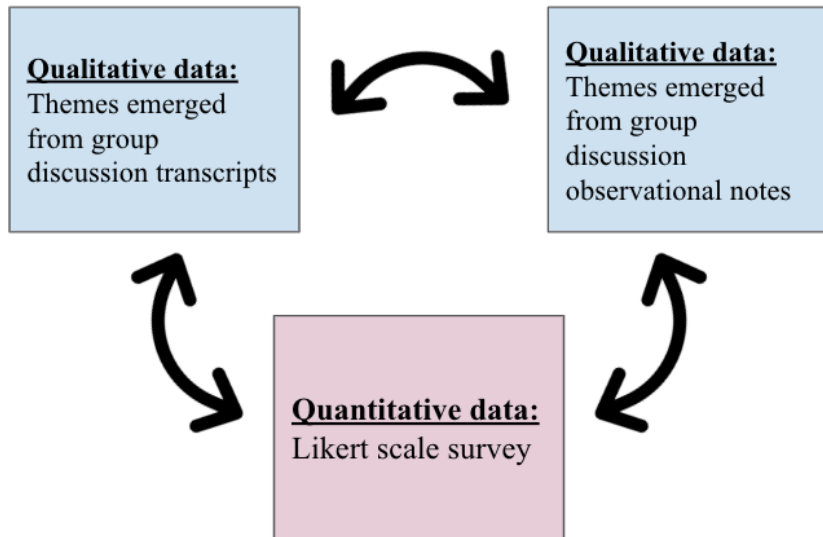 Qualitative data:
Themes emerged
from group
discussion transcripts
Qualitative data:
Themes emerged
from group
discussion
observational notes
Quantitative data:
Likert scale survey